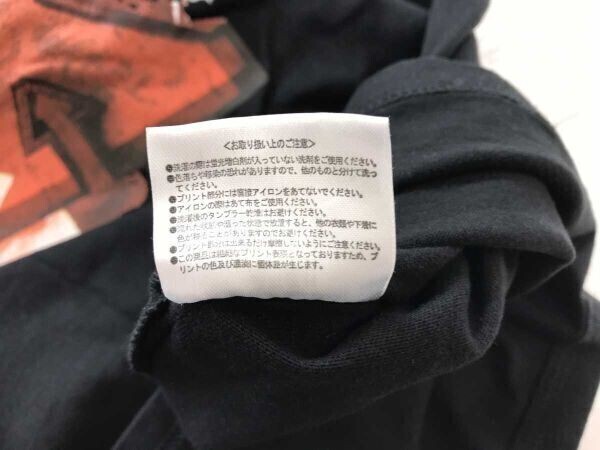 <お取り扱い上のご注意>
●洗濯の際は蛍光増白剤が入っていない洗剤をご使用ください。
●色落ちや移染の恐れがありますので、他のものと分けて洗っ
てください。
●プリント部分には直接アイロンをあてないでください。
●アイロンの際はあて布をご使用ください。
●洗濯後のタンブラー乾燥はお避けください。
●濡れた状態や湿った状態で放置すると、他の衣類や下着に
色が移ることがありますのでお避けください。
●プリント部分は出来るだけ摩擦しないようにご注意ください。
●この商品は特殊なプリント表現となっておりますため、プ
リントの色及び濃淡に個体差が生じます。